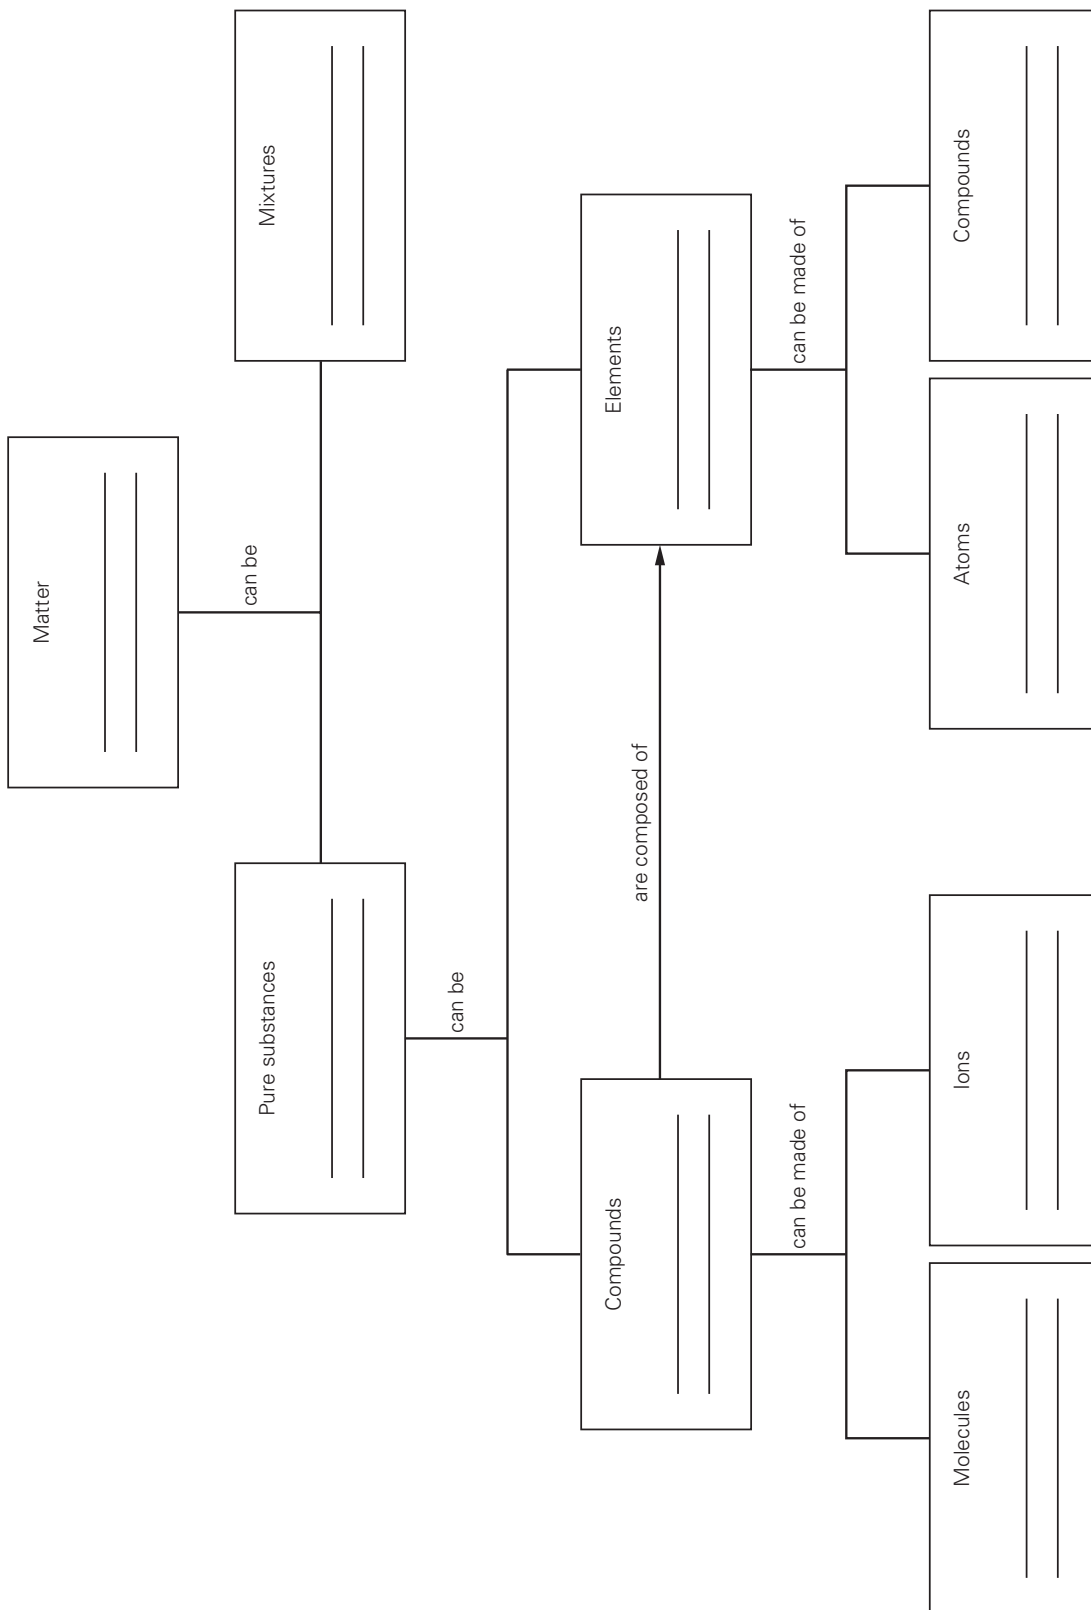 Matter
can be
Pure substances
Mixtures
can be
Compounds
are composed of
Elements
can be made of
can be made of
Molecules
Ions
Atoms
Compounds